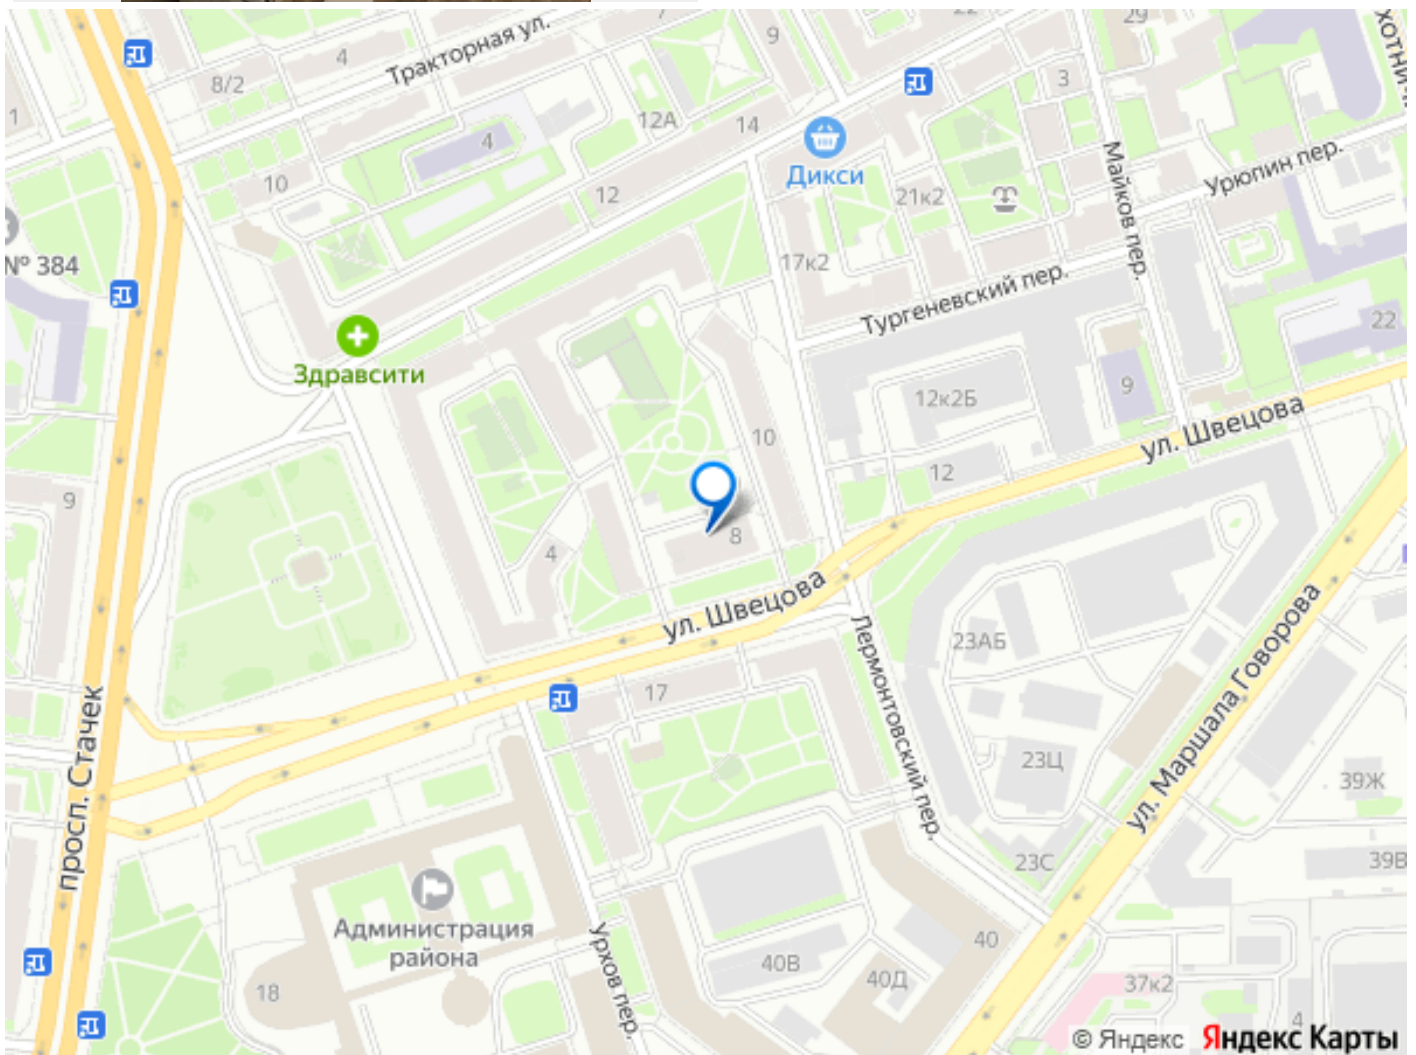 7
22
29
9
4
Тракторная ул.
8/2
3
1
12А
14
4
Дикси
Майков пер.
Урюпин пер.
10
12
21к2
№ 384
17к2
Тургеневский пер.
22
Здравсити
9
12к2Б
10
ул. Швецова
12
9
8
4
ул. Швецова
23АБ
Лермонтовский пер.
ул. Маршала Говорова
17
просп. Стачек
23Ц
39Ж
23С
39В
Администрация
района
Урхов пер.
40
40В
40Д
18
37к2
4
© Яндекс Яндекс Карты